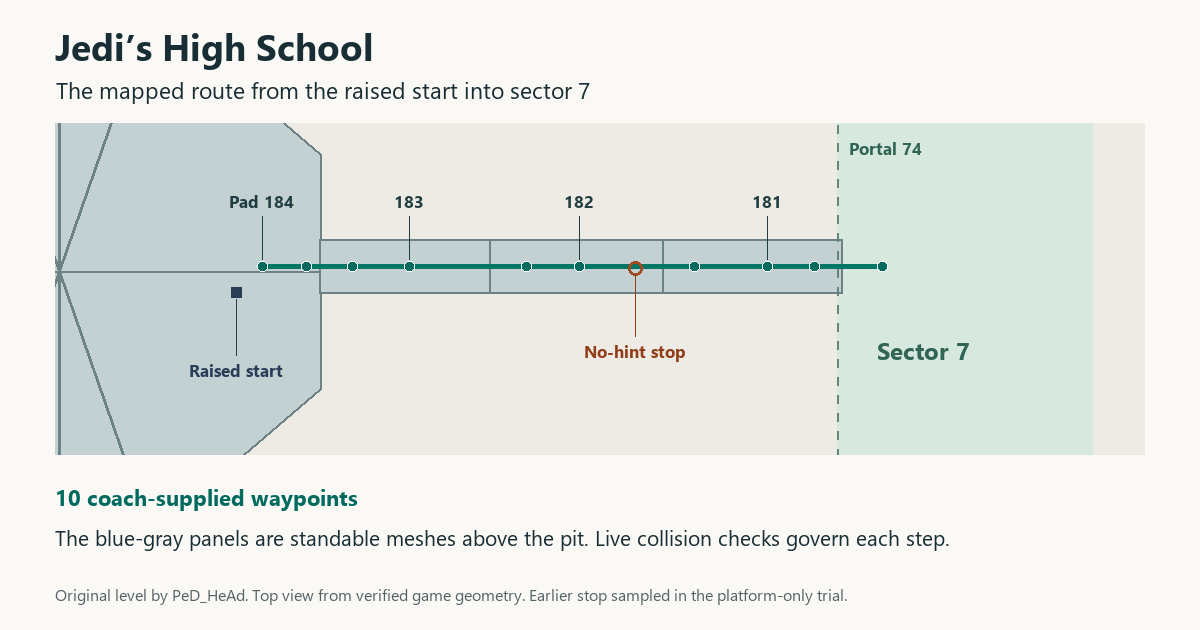 Jedi’s High School
The mapped route from the raised start into sector 7
Portal 74
Pad 184
183
182
181
No-hint stop
Sector 7
Raised start
10 coach-supplied waypoints
The blue-gray panels are standable meshes above the pit. Live collision checks govern each step.
Original level by PeD_HeAd. Top view from verified game geometry. Earlier stop sampled in the platform-only trial.